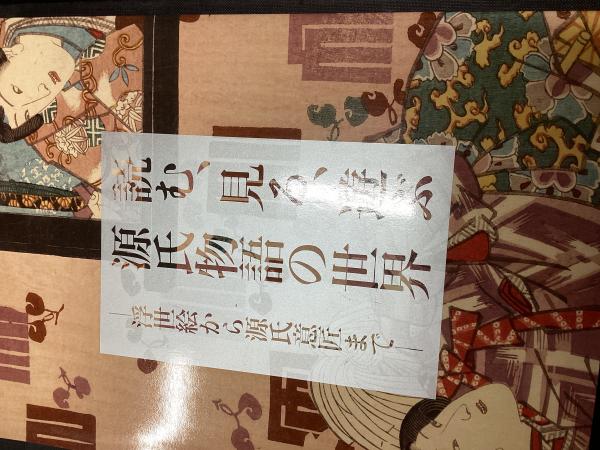 読む、見る、遊ぶ
源氏物語の世界
―浮世絵から源氏意匠まで―